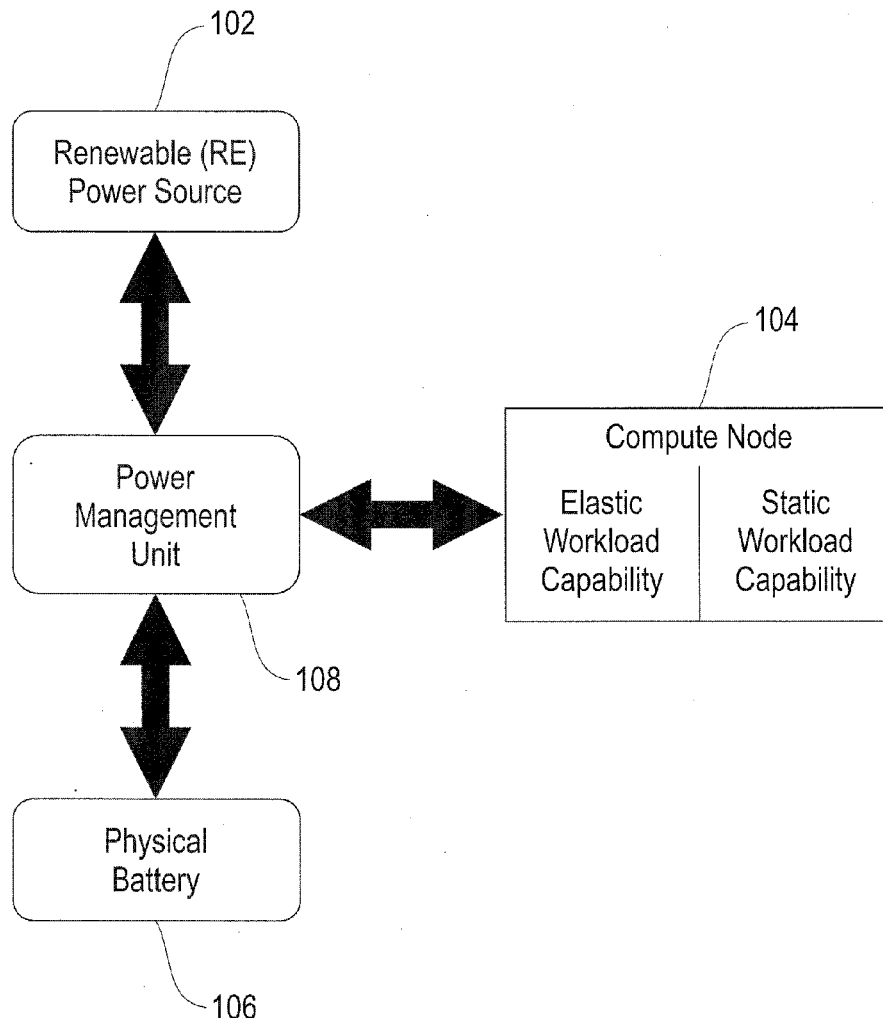 102
Renewable (RE)
Power Source
104
Compute Node
Elastic
Workload
Capability
Static
Workload
Capability
Power
Management
Unit
108
Physical
Battery
106